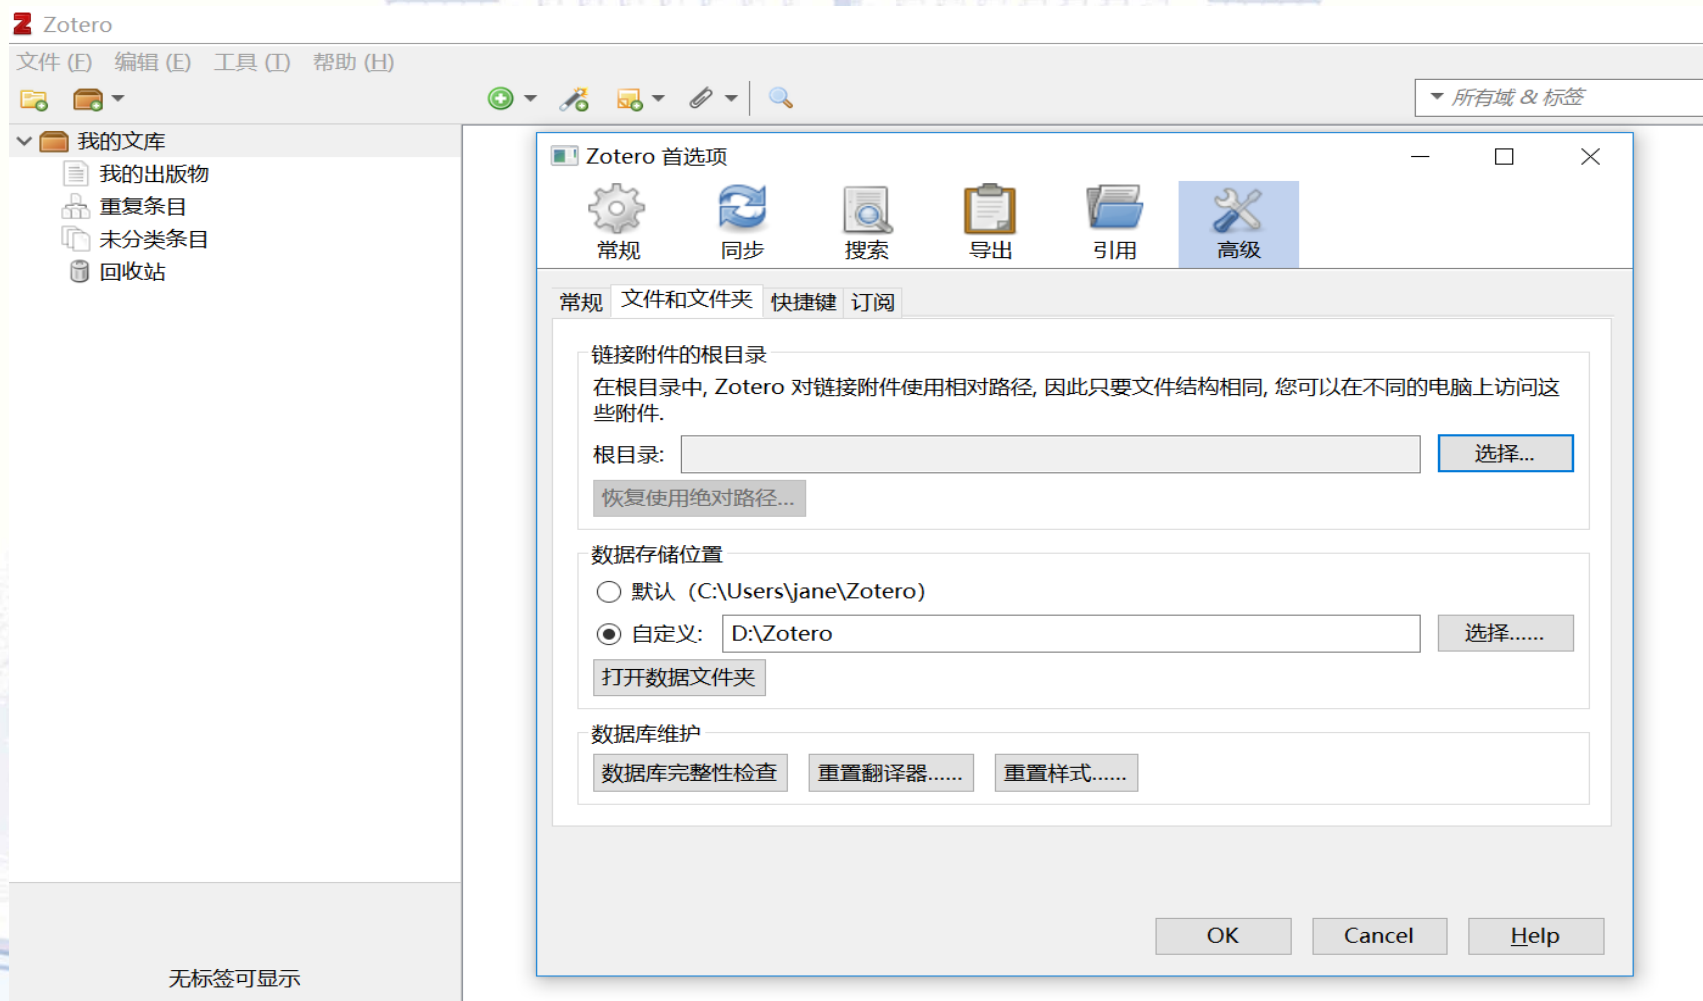 Zotero
文件 (F) 编辑 (E) 工具 (T) 帮助 (H)
所有域 & 标签
我的文库
我的出版物
重复条目
未分类条目
回收站
无标签可显示
Zotero 首选项
常规 同步 搜索 导出 引用 高级
常规 文件和文件夹 快捷键 订阅
链接附件的根目录
在根目录中, Zotero 对链接附件使用相对路径, 因此只要文件结构相同, 您可以在不同的电脑上访问这
些附件.
根目录: 选择...
恢复使用绝对路径...
数据存储位置
默认（C:\Users\jane\Zotero）
自定义: D:\Zotero 选择......
打开数据文件夹
数据库维护
数据库完整性检查 重置翻译器...... 重置样式......
OK Cancel Help